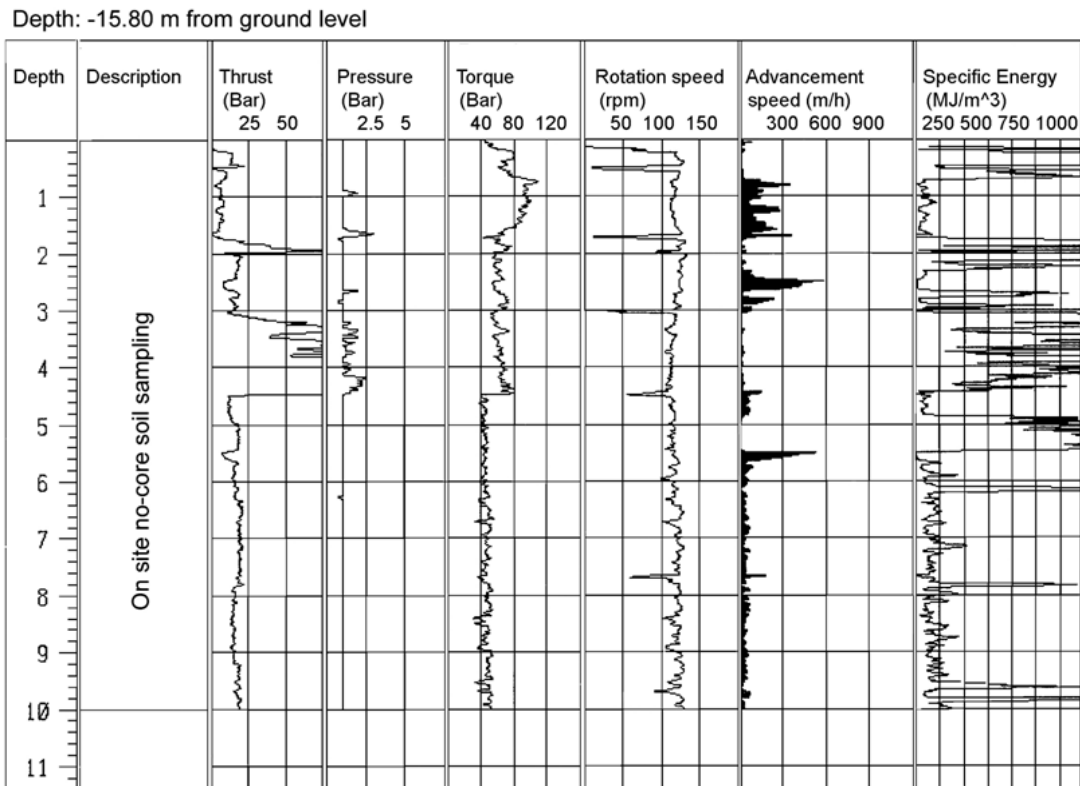 Depth: -15.80 m from ground level
Depth Description Thrust Pressure Torque Rotation speed Advancement Specific Energy
(Bar) (Bar) (Bar) (rpm) speed (m/h) (MJ/m^3)
25 50 2.5 5 40 80 120 50 100 150 300 600 900 250 500 750 1000
On site no-core soil sampling
1
2
3
4
5
6
7
8
9
10
11